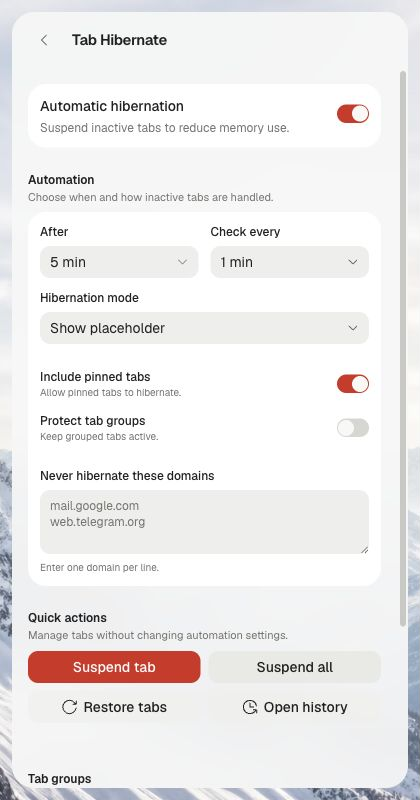 Tab Hibernate
Automatic hibernation
Suspend inactive tabs to reduce memory use.
Automation
Choose when and how inactive tabs are handled.
After
Check every
5 min
1 min
Hibernation mode
Show placeholder
Include pinned tabs
Allow pinned tabs to hibernate.
Protect tab groups
Keep grouped tabs active.
Never hibernate these domains
mail.google.com
web.telegram.org
Enter one domain per line.
Quick actions
Manage tabs without changing automation settings.
Suspend tab
Suspend all
Restore tabs
Open history
Tab groups